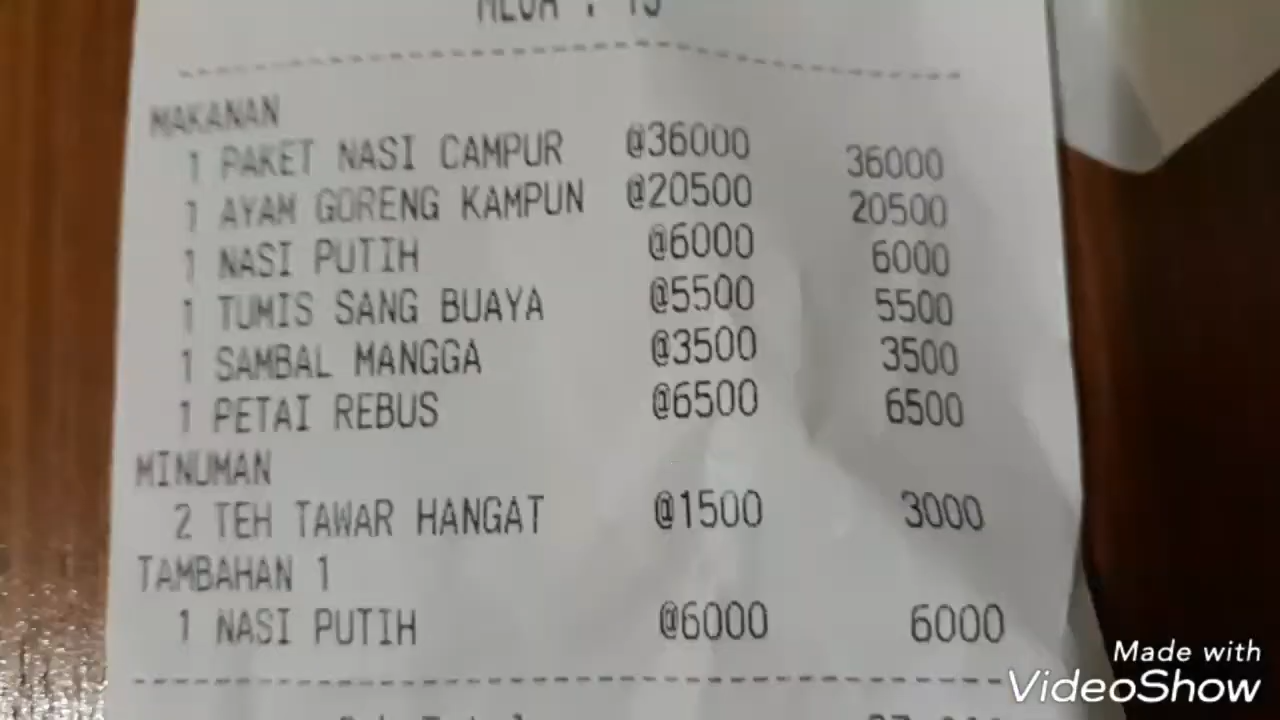 MEJA : 15
MAKANAN
1 PAKET NASI CAMPUR @36000 36000
1 AYAM GORENG KAMPUN @20500 20500
1 NASI PUTIH @6000 6000
1 TUMIS SANG BUAYA @5500 5500
1 SAMBAL MANGGA @3500 3500
1 PETAI REBUS @6500 6500
MINUMAN
2 TEH TAWAR HANGAT @1500 3000
TAMBAHAN 1
1 NASI PUTIH @6000 6000
Made with
VideoShow